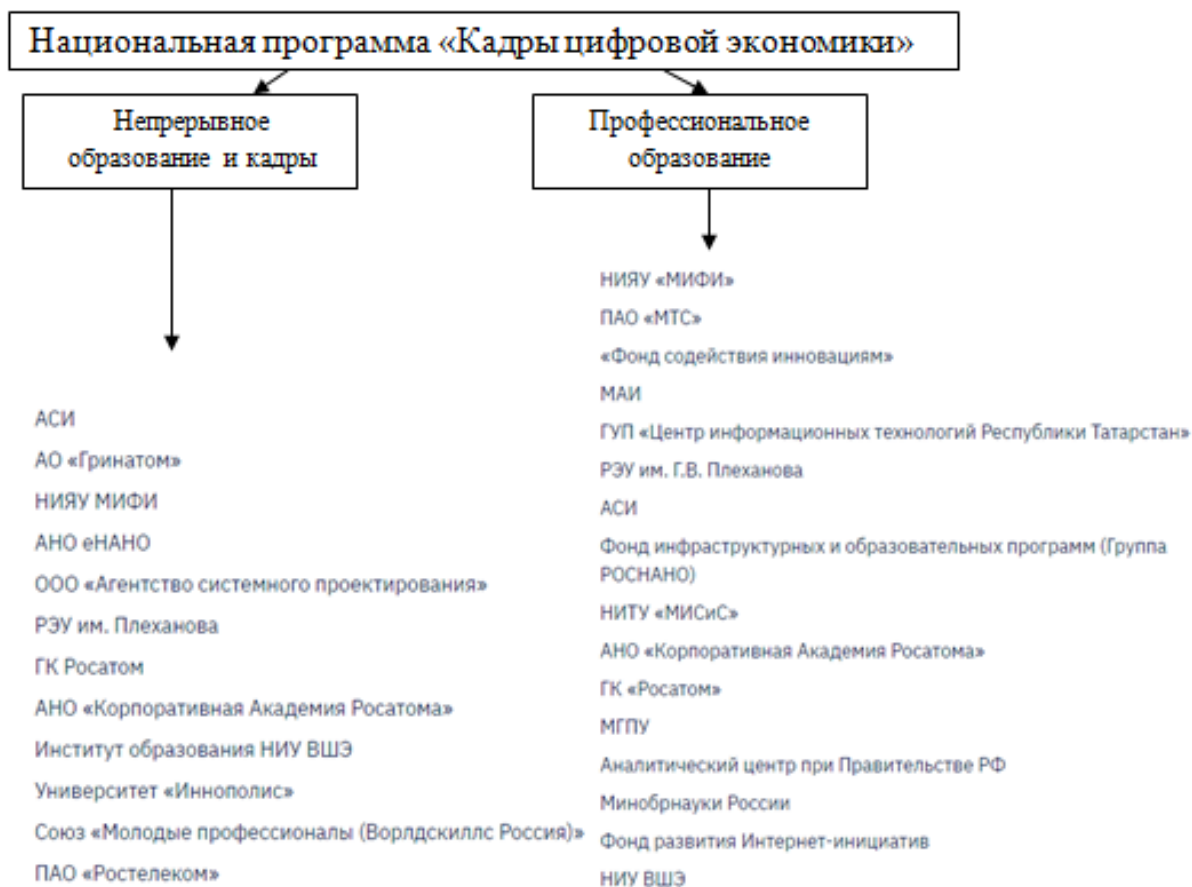 Национальная программа «Кадры цифровой экономики»
Непрерывное
образование и кадры
Профессиональное
образование
АСИ
АО «Гринатом»
НИЯУ МИФИ
АНО еНАНО
ООО «Агентство системного проектирования»
РЭУ им. Плеханова
ГК Росатом
АНО «Корпоративная Академия Росатома»
Институт образования НИУ ВШЭ
Университет «Иннополис»
Союз «Молодые профессионалы (Ворлдскиллс Россия)»
ПАО «Ростелеком»
НИЯУ «МИФИ»
ПАО «МТС»
«Фонд содействия инновациям»
МАИ
ГУП «Центр информационных технологий Республики Татарстан»
РЭУ им. Г.В. Плеханова
АСИ
Фонд инфраструктурных и образовательных программ (Группа
РОСНАНО)
НИТУ «МИСиС»
АНО «Корпоративная Академия Росатома»
ГК «Росатом»
МГПУ
Аналитический центр при Правительстве РФ
Минобрнауки России
Фонд развития Интернет-инициатив
НИУ ВШЭ